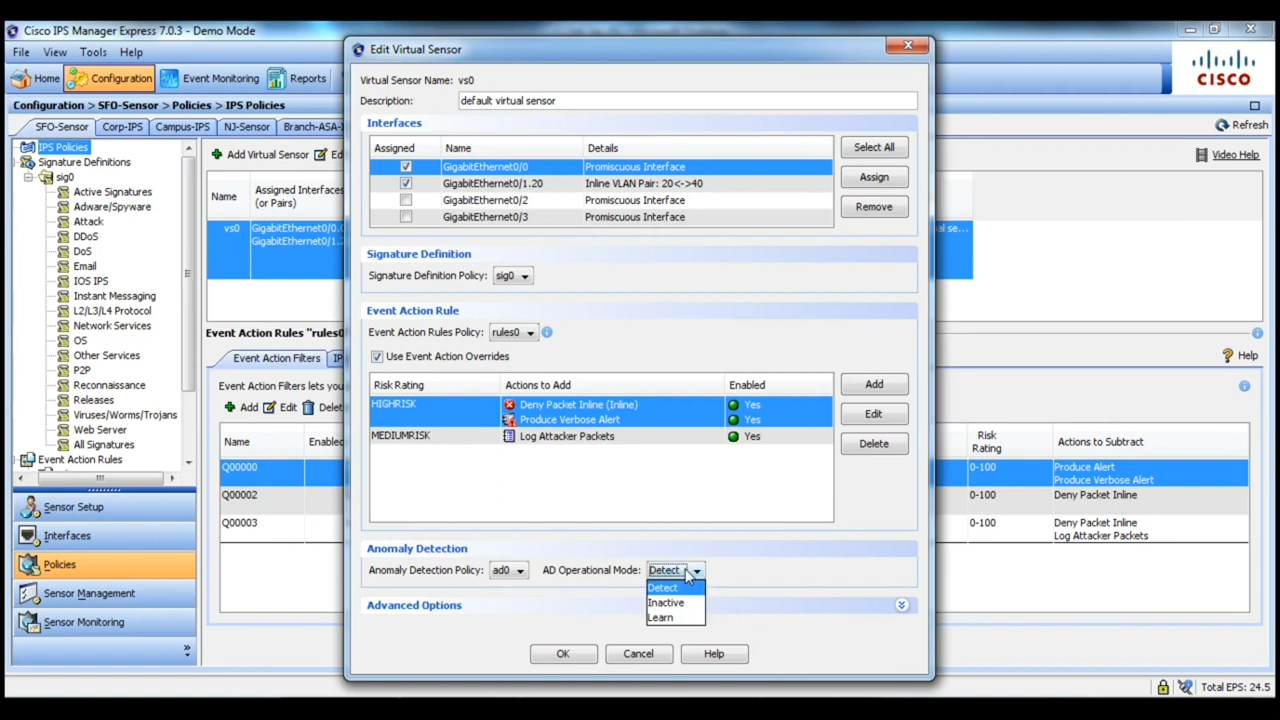 Cisco IPS Manager Express 7.0.3 - Demo Mode
File View Tools Help
Home Configuration Event Monitoring Reports
CISCO
Configuration > SFO-Sensor > Policies > IPS Policies
SFO-Sensor Corp-IPS Campus-IPS NJ-Sensor Branch-ASA-I
Refresh
IPS Policies
Signature Definitions
sig0
Active Signatures
Adware/Spyware
Attack
DDoS
DoS
Email
IOS IPS
Instant Messaging
L2/L3/L4 Protocol
Network Services
OS
Other Services
P2P
Reconnaissance
Releases
Viruses/Worms/Trojans
Web Server
All Signatures
Event Action Rules
Sensor Setup
Interfaces
Policies
Sensor Management
Sensor Monitoring
Add Virtual Sensor Ed
Video Help
Name
Assigned Interfaces
(or Pairs)
vs0
GigabitEthernet0/0.0
GigabitEthernet0/1.2
al se...
Event Action Rules "rules0
Event Action Filters IP
Help
Event Action Filters lets you
Add Edit Delet
Name Enabled
Risk
Rating
Actions to Subtract
Q00000
0-100
Produce Alert
Produce Verbose Alert
Q00002
0-100
Deny Packet Inline
Q00003
0-100
Deny Packet Inline
Log Attacker Packets
Edit Virtual Sensor
Virtual Sensor Name: vs0
Description: default virtual sensor
Interfaces
Assigned Name Details
GigabitEthernet0/0 Promiscuous Interface
GigabitEthernet0/1.20 Inline VLAN Pair: 20<->40
GigabitEthernet0/2 Promiscuous Interface
GigabitEthernet0/3 Promiscuous Interface
Select All
Assign
Remove
Signature Definition
Signature Definition Policy: sig0
Event Action Rule
Event Action Rules Policy: rules0
Use Event Action Overrides
Risk Rating Actions to Add Enabled
HIGHRISK Deny Packet Inline (Inline) Yes
Produce Verbose Alert Yes
MEDIUMRISK Log Attacker Packets Yes
Add
Edit
Delete
Anomaly Detection
Anomaly Detection Policy: ad0 AD Operational Mode: Detect
Detect
Inactive
Learn
Advanced Options
OK Cancel Help
Total EPS: 24.5